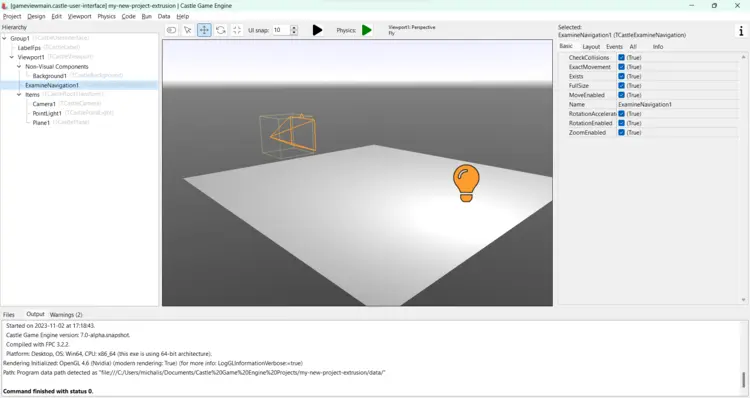 [gameviewmain.castle-user-interface] my-new-project-extrusion | Castle Game Engine
Project Design Edit Viewport Physics Code Run Data Help
Hierarchy
Group1 (TCastleUserInterface)
LabelFps (TCastleLabel)
Viewport1 (TCastleViewport)
Non-Visual Components
Background1 (TCastleBackground)
ExamineNavigation1
Items (TCastleRootTransform)
Camera1 (TCastleCamera)
PointLight1 (TCastlePointLight)
Plane1 (TCastlePlane)
UI snap: 10
Physics:
Viewport1: Perspective
Fly
Selected:
ExamineNavigation1 (TCastleExamineNavigation)
Basic Layout Events All Info
CheckCollisions (True)
ExactMovement (True)
Exists (True)
FullSize (True)
MoveEnabled (True)
Name ExamineNavigation1
RotationAccelerati (True)
RotationEnabled (True)
ZoomEnabled (True)
Files Output Warnings (2)
Started on 2023-11-02 at 17:18:43.
Castle Game Engine version: 7.0-alpha.snapshot.
Compiled with FPC 3.2.2.
Platform: Desktop, OS: Win64, CPU: x86_64 (this exe is using 64-bit architecture).
Rendering Initialized: OpenGL 4.6 (Nvidia) (modern rendering: True) (for more info: LogGLInformationVerbose:=true)
Path: Program data path detected as "file:///C:/Users/michalis/Documents/Castle%20Game%20Engine%20Projects/my-new-project-extrusion/data/"
Command finished with status 0.